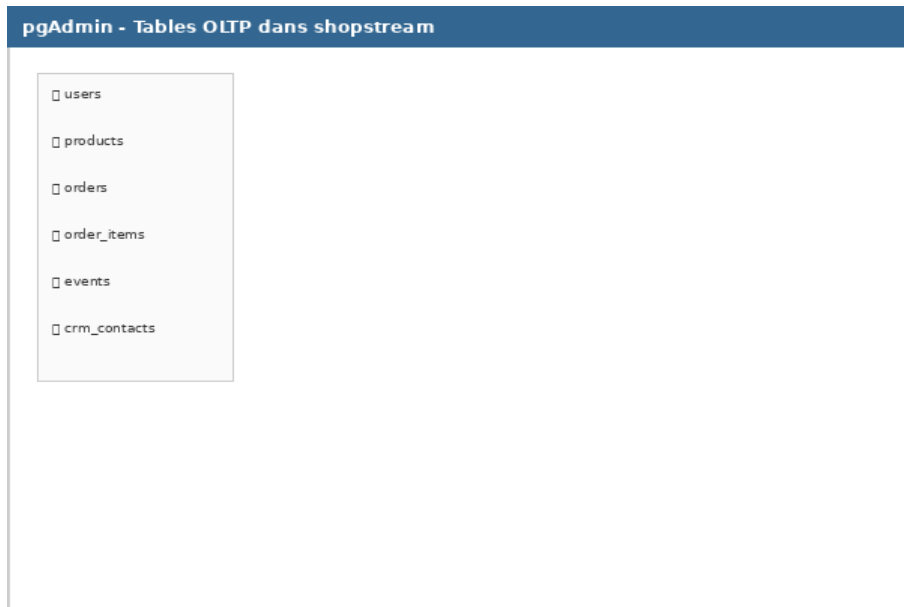 pgAdmin - Tables OLTP dans shopstream
users
products
orders
order_items
events
crm_contacts